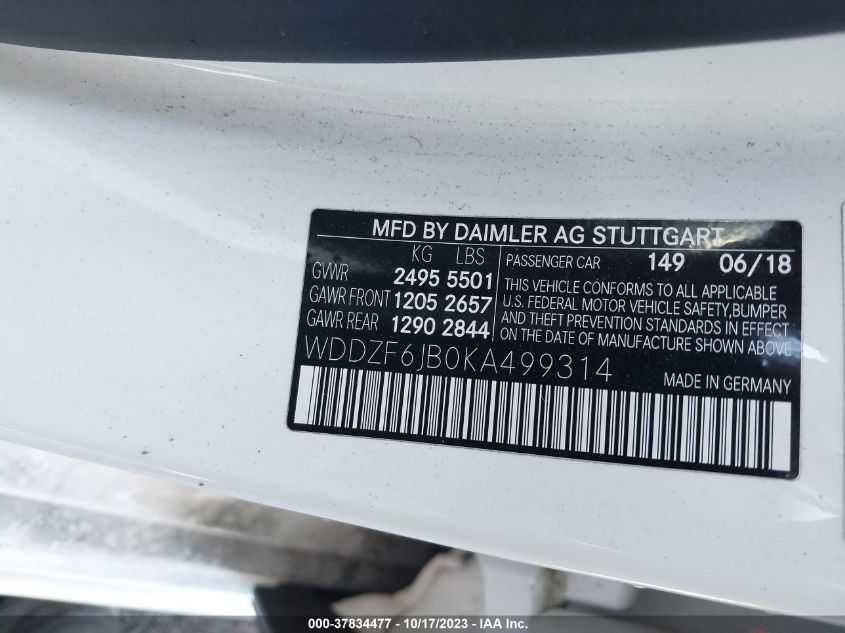 MFD BY DAIMLER AG STUTTGART
KG LBS
GVWR 2495 5501
GAWR FRONT 1205 2657
GAWR REAR 1290 2844
PASSENGER CAR 149 06/18
THIS VEHICLE CONFORMS TO ALL APPLICABLE
U.S. FEDERAL MOTOR VEHICLE SAFETY,BUMPER
AND THEFT PREVENTION STANDARDS IN EFFECT
ON THE DATE OF MANUFACTURE SHOWN ABOVE
WDDZF6JB0KA499314
MADE IN GERMANY
000-37834477 - 10/17/2023 - © IAA Inc.